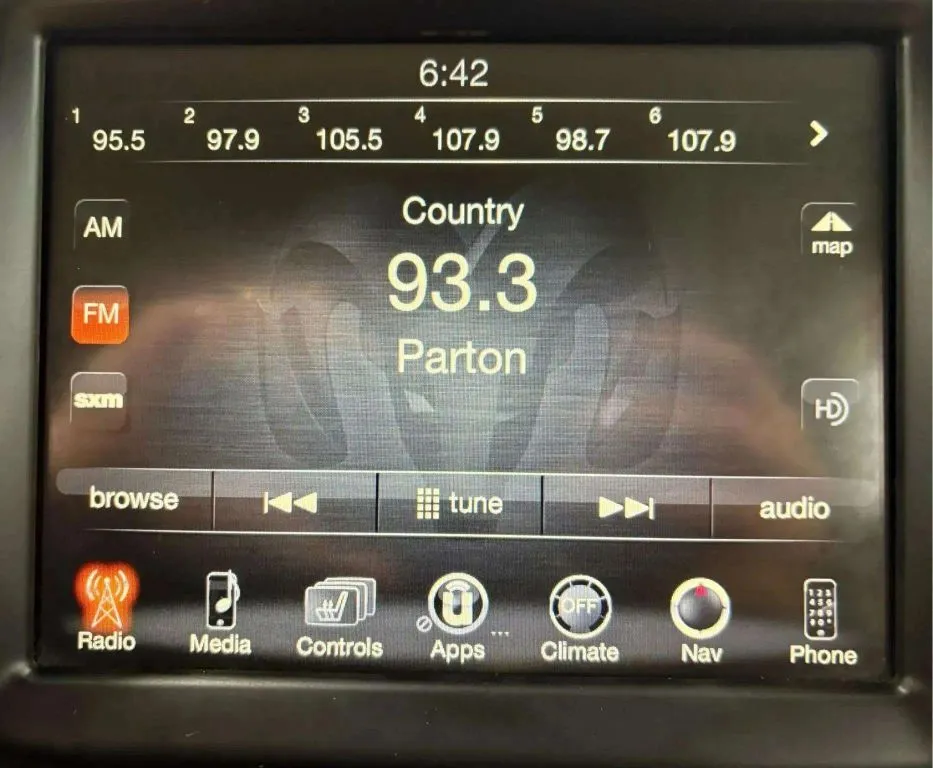 6:42
1 95.5 2 97.9 3 105.5 4 107.9 5 98.7 6 107.9
AM
Country
map
FM
93.3
Parton
sxm
HD
browse tune audio
OFF
Radio Media Controls Apps ... Climate Nav Phone